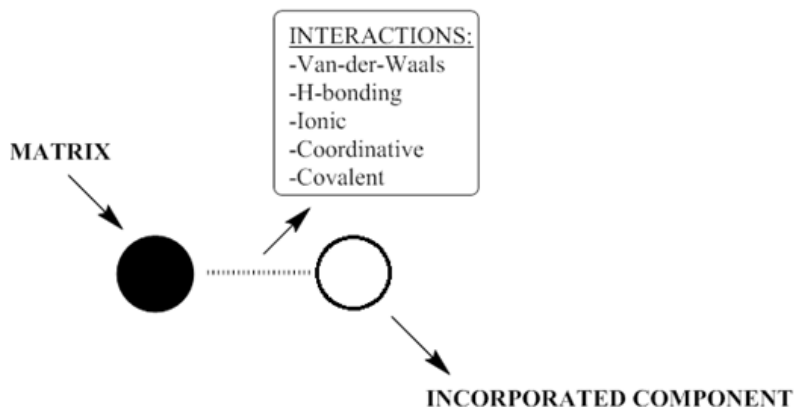 INTERACTIONS:
-Van-der-Waals
-H-bonding
-Ionic
-Coordinative
-Covalent
MATRIX
INCORPORATED COMPONENT